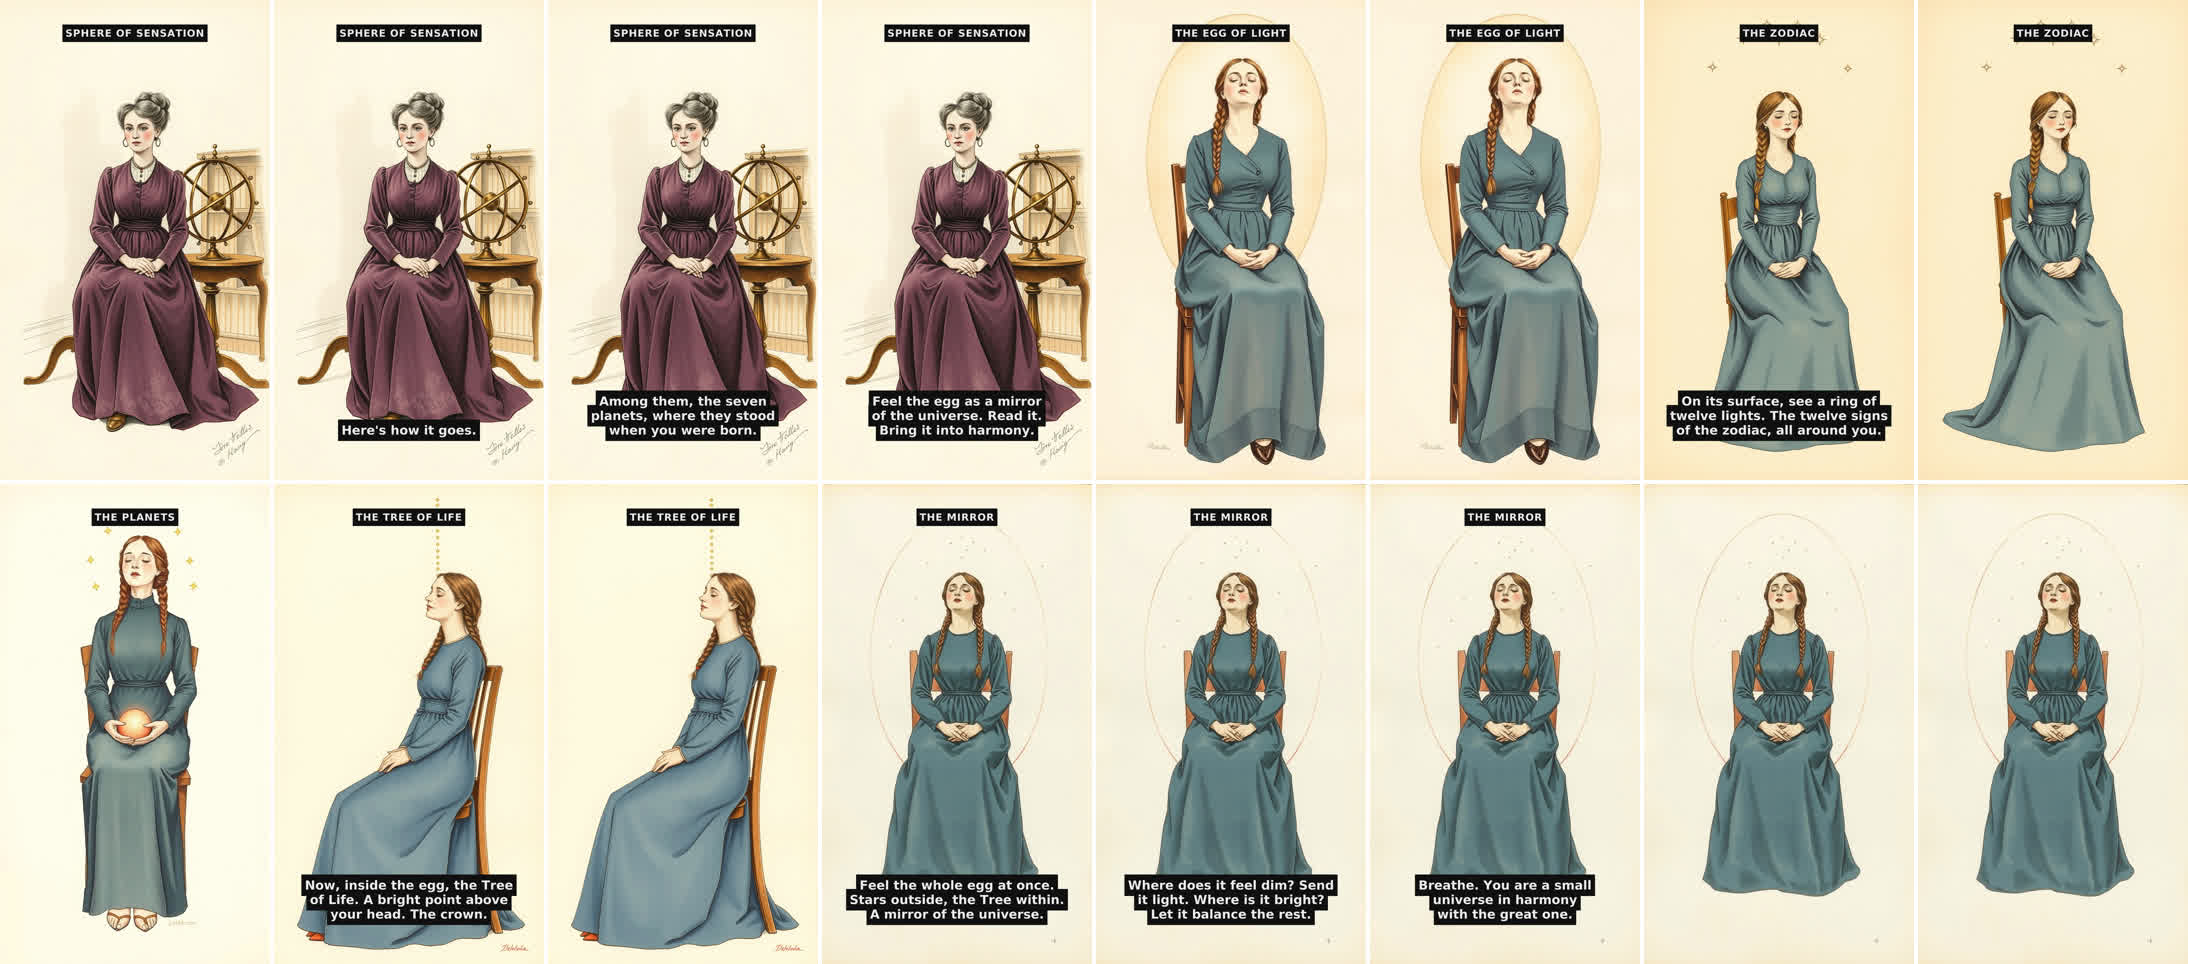 SPHERE OF SENSATION
SPHERE OF SENSATION
Here's how it goes.
SPHERE OF SENSATION
Among them, the seven
planets, where they stood
when you were born.
SPHERE OF SENSATION
Feel the egg as a mirror
of the universe. Read it.
Bring it into harmony.
THE EGG OF LIGHT
THE EGG OF LIGHT
THE ZODIAC
On its surface, see a ring of
twelve lights. The twelve signs
of the zodiac, all around you.
THE ZODIAC
THE PLANETS
THE TREE OF LIFE
Now, inside the egg, the Tree
of Life. A bright point above
your head. The crown.
THE TREE OF LIFE
THE MIRROR
Feel the whole egg at once.
Stars outside, the Tree within.
A mirror of the universe.
THE MIRROR
Where does it feel dim? Send
it light. Where is it bright?
Let it balance the rest.
THE MIRROR
Breathe. You are a small
universe in harmony
with the great one.